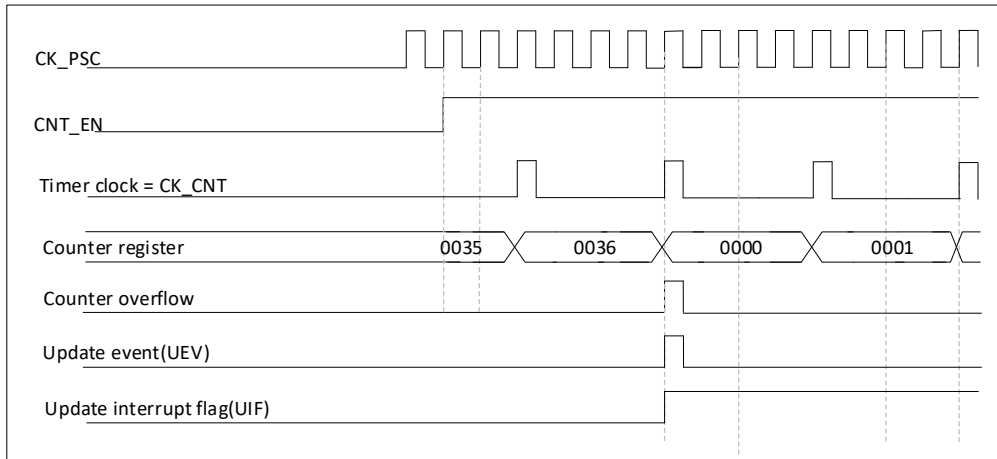 CK_PSC
CNT_EN
Timer clock = CK_CNT
Counter register 0035 0036 0000 0001
Counter overflow
Update event(UEV)
Update interrupt flag(UIF)